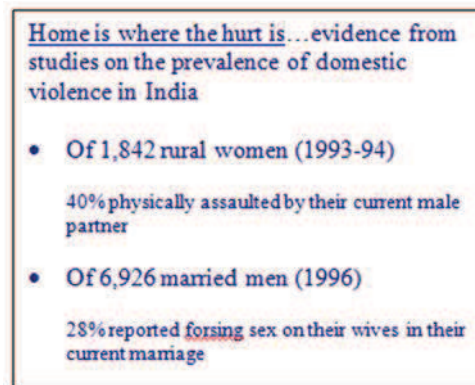 Home is where the hurt is...evidence from
studies on the prevalence of domestic
violence in India
• Of 1,842 rural women (1993-94)
40% physically assaulted by their current male
partner
• Of 6,926 married men (1996)
28% reported forsing sex on their wives in their
current marriage